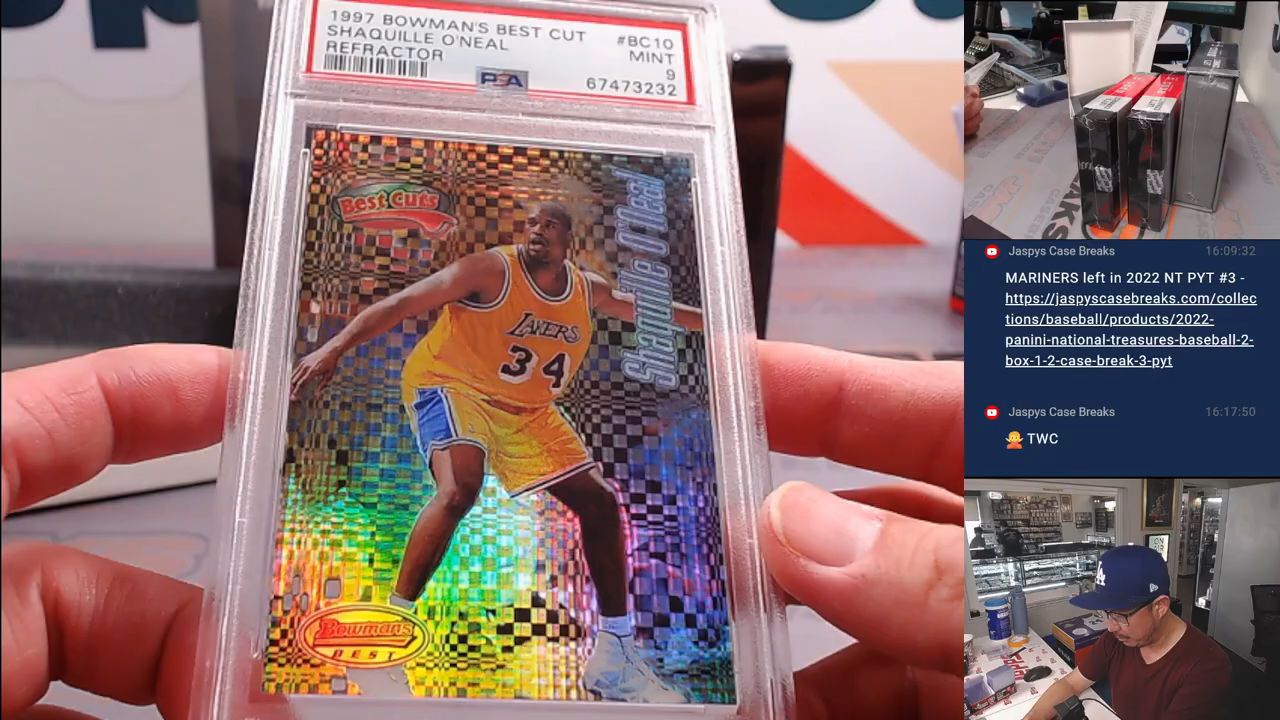 1997 BOWMAN'S BEST CUT
SHAQUILLE O'NEAL
REFRACTOR
#BC10
MINT
9
67473232
PSA
Best Cuts
Shaquille O'Neal
LAKERS
34
Bowman's
BEST
Jaspys Case Breaks 16:09:32
MARINERS left in 2022 NT PYT #3 -
https://jaspyscasebreaks.com/collec
tions/baseball/products/2022-
panini-national-treasures-baseball-2-
box-1-2-case-break-3-pyt
Jaspys Case Breaks 16:17:50
🙅 TWC
LA